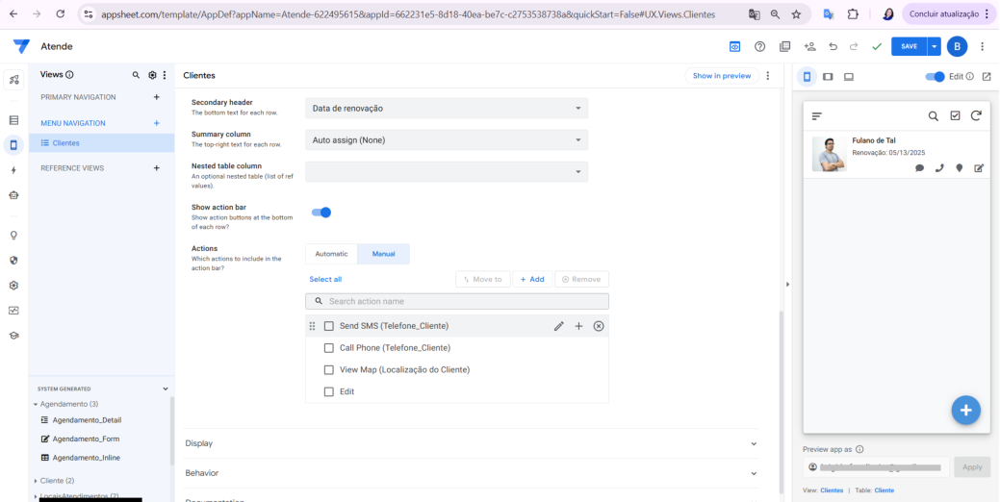 appsheet.com/template/AppDef?appName=Atende-622495615&appId=662231e5-8d18-40ea-be7c-c2753538738a&quickStart=False#UX.Views.Clientes
Concluir atualização
Atende
SAVE
B
Views
Clientes
Show in preview
Edit
PRIMARY NAVIGATION
MENU NAVIGATION
Clientes
REFERENCE VIEWS
Secondary header
The bottom text for each row.
Data de renovação
Summary column
The top-right text for each row.
Auto assign (None)
Nested table column
An optional nested table (list of ref
values).
Show action bar
Show action buttons at the bottom
of each row?
Actions
Which actions to include in the
action bar?
Automatic
Manual
Select all
Move to
Add
Remove
Search action name
Send SMS (Telefone_Cliente)
Call Phone (Telefone_Cliente)
View Map (Localização do Cliente)
Edit
Display
Behavior
Documentation
SYSTEM GENERATED
Agendamento (3)
Agendamento_Detail
Agendamento_Form
Agendamento_Inline
Cliente (2)
LocaisAtendimentos (2)
Fulano de Tal
Renovação: 05/13/2025
Preview app as
Apply
View: Clientes | Table: Cliente